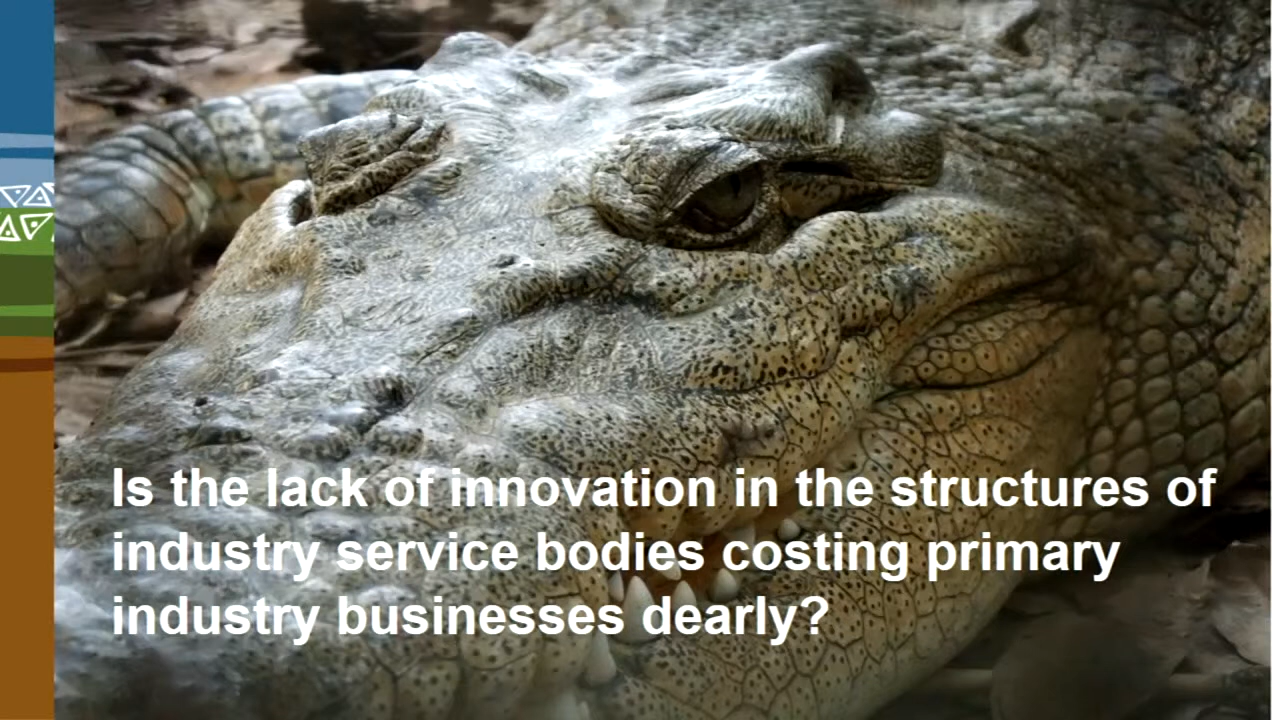 Is the lack of innovation in the structures of
industry service bodies costing primary
industry businesses dearly?